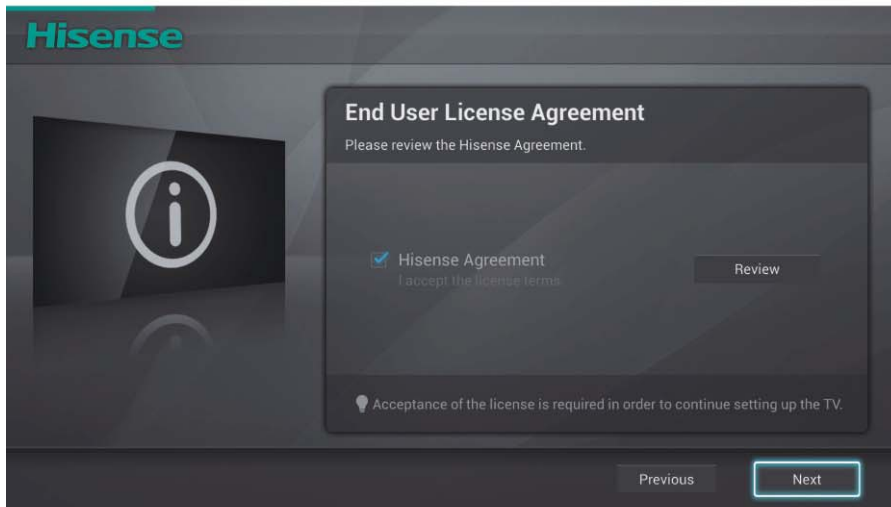 Hisense
End User License Agreement
Please review the Hisense Agreement.
Hisense Agreement
I accept the license terms.
Review
Acceptance of the license is required in order to continue setting up the TV.
Previous
Next